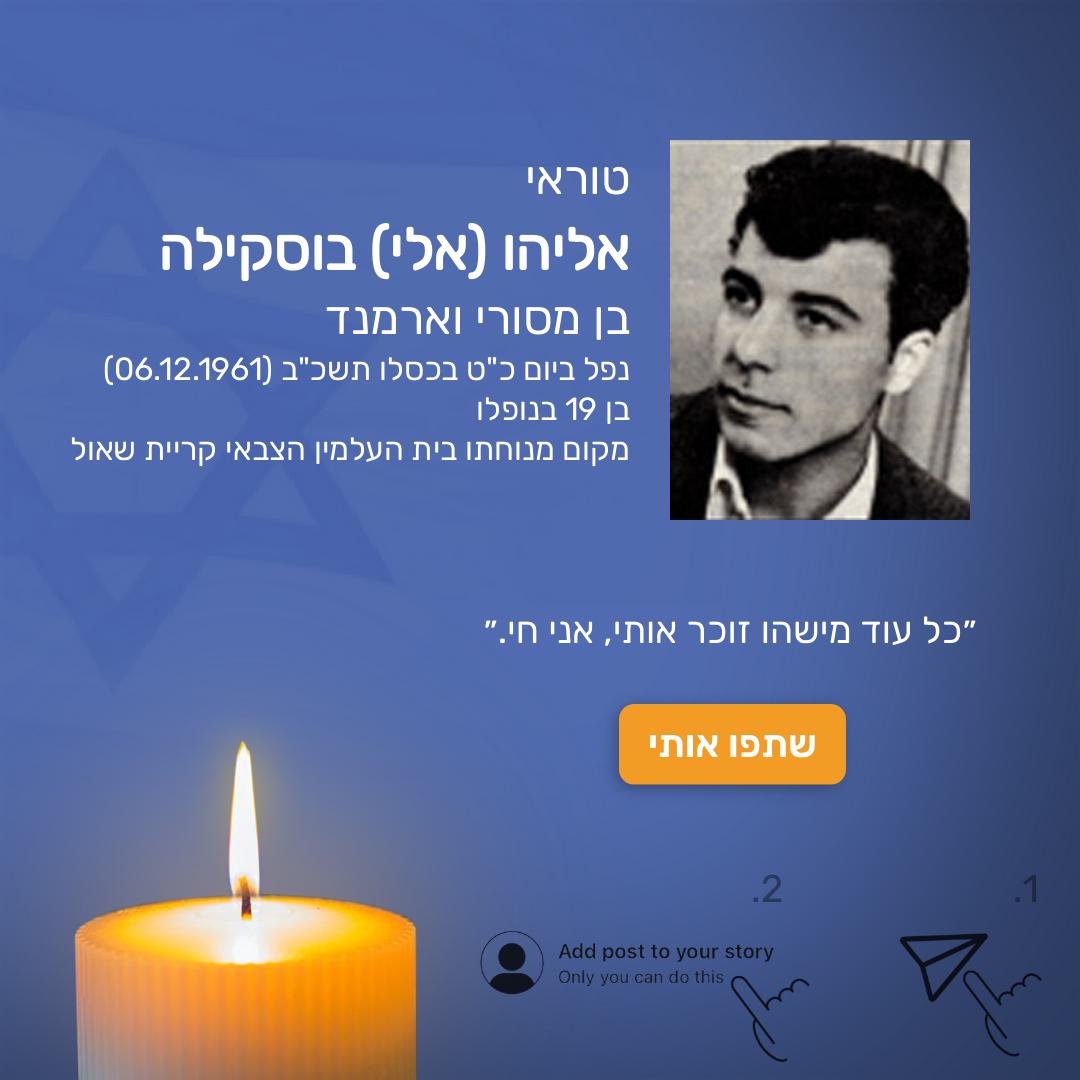 טוראי
אליהו (אלי) בוסקילה
בן מסורי וארמנד
נפל ביום כ"ט בכסלו תשכ"ב (06.12.1961)
בן 19 בנופלו
מקום מנוחתו בית העלמין הצבאי קריית שאול
״כל עוד מישהו זוכר אותי, אני חי.״
שתפו אותי
1.
2.
Add post to your story
Only you can do this